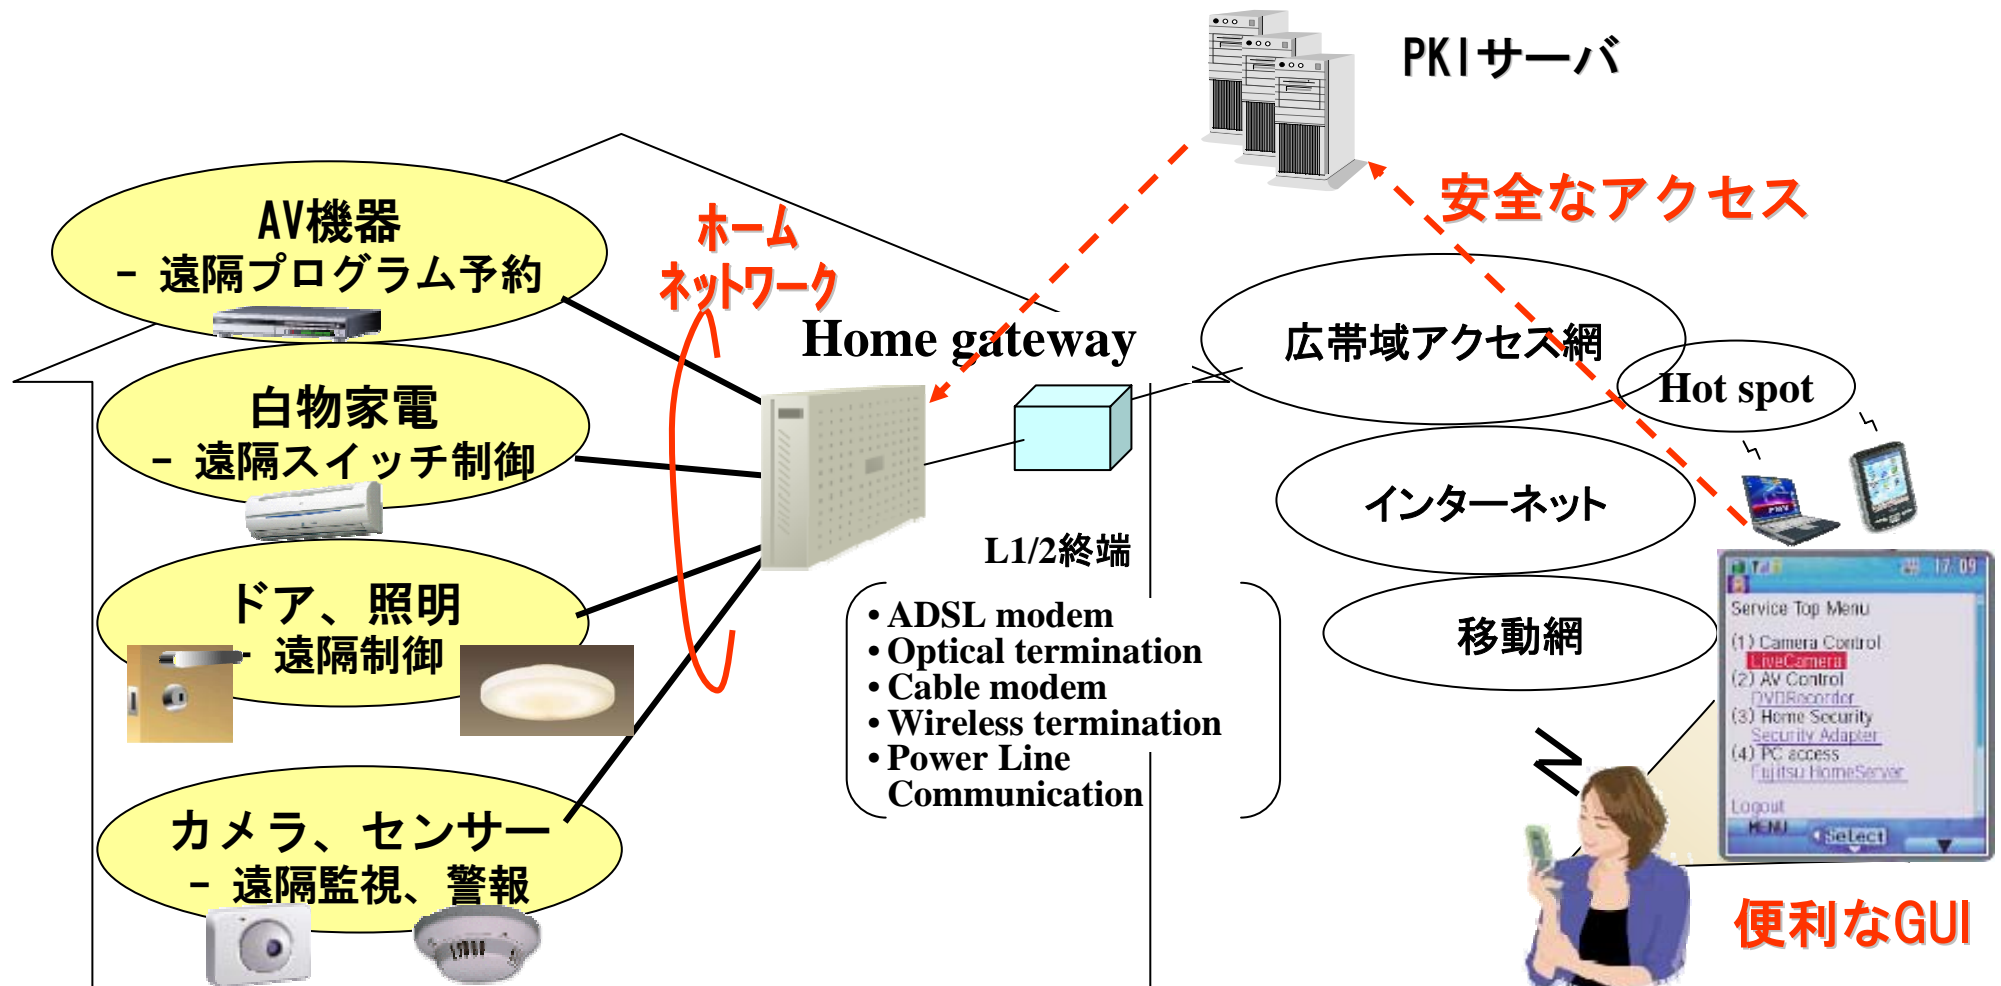 PKIサーバ
安全なアクセス
AV機器
- 遠隔プログラム予約
ホーム
ネットワーク
Home gateway
広帯域アクセス網
Hot spot
白物家電
- 遠隔スイッチ制御
インターネット
L1/2終端
ドア、照明
- 遠隔制御
• ADSL modem
• Optical termination
• Cable modem
• Wireless termination
• Power Line
Communication
移動網
カメラ、センサー
- 遠隔監視、警報
17:09
Service Top Menu
(1) Camera Control
LiveCamera
(2) AV Control
DVDRecorder
(3) Home Security
Security Adapter
(4) PC access
Fujitsu HomeServer
Logout
MENU
Select
便利なGUI